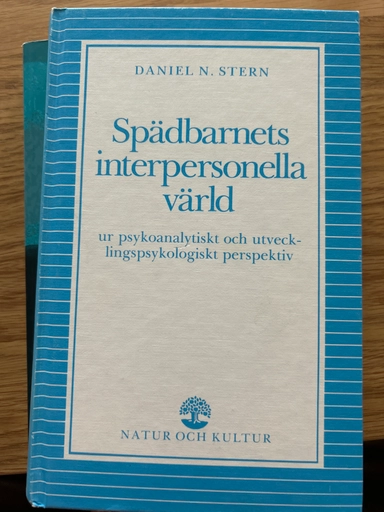 DANIEL N. STERN
Spädbarnets
interpersonella
värld
ur psykoanalytiskt och utveck-
lingspsykologiskt perspektiv
NATUR OCH KULTUR